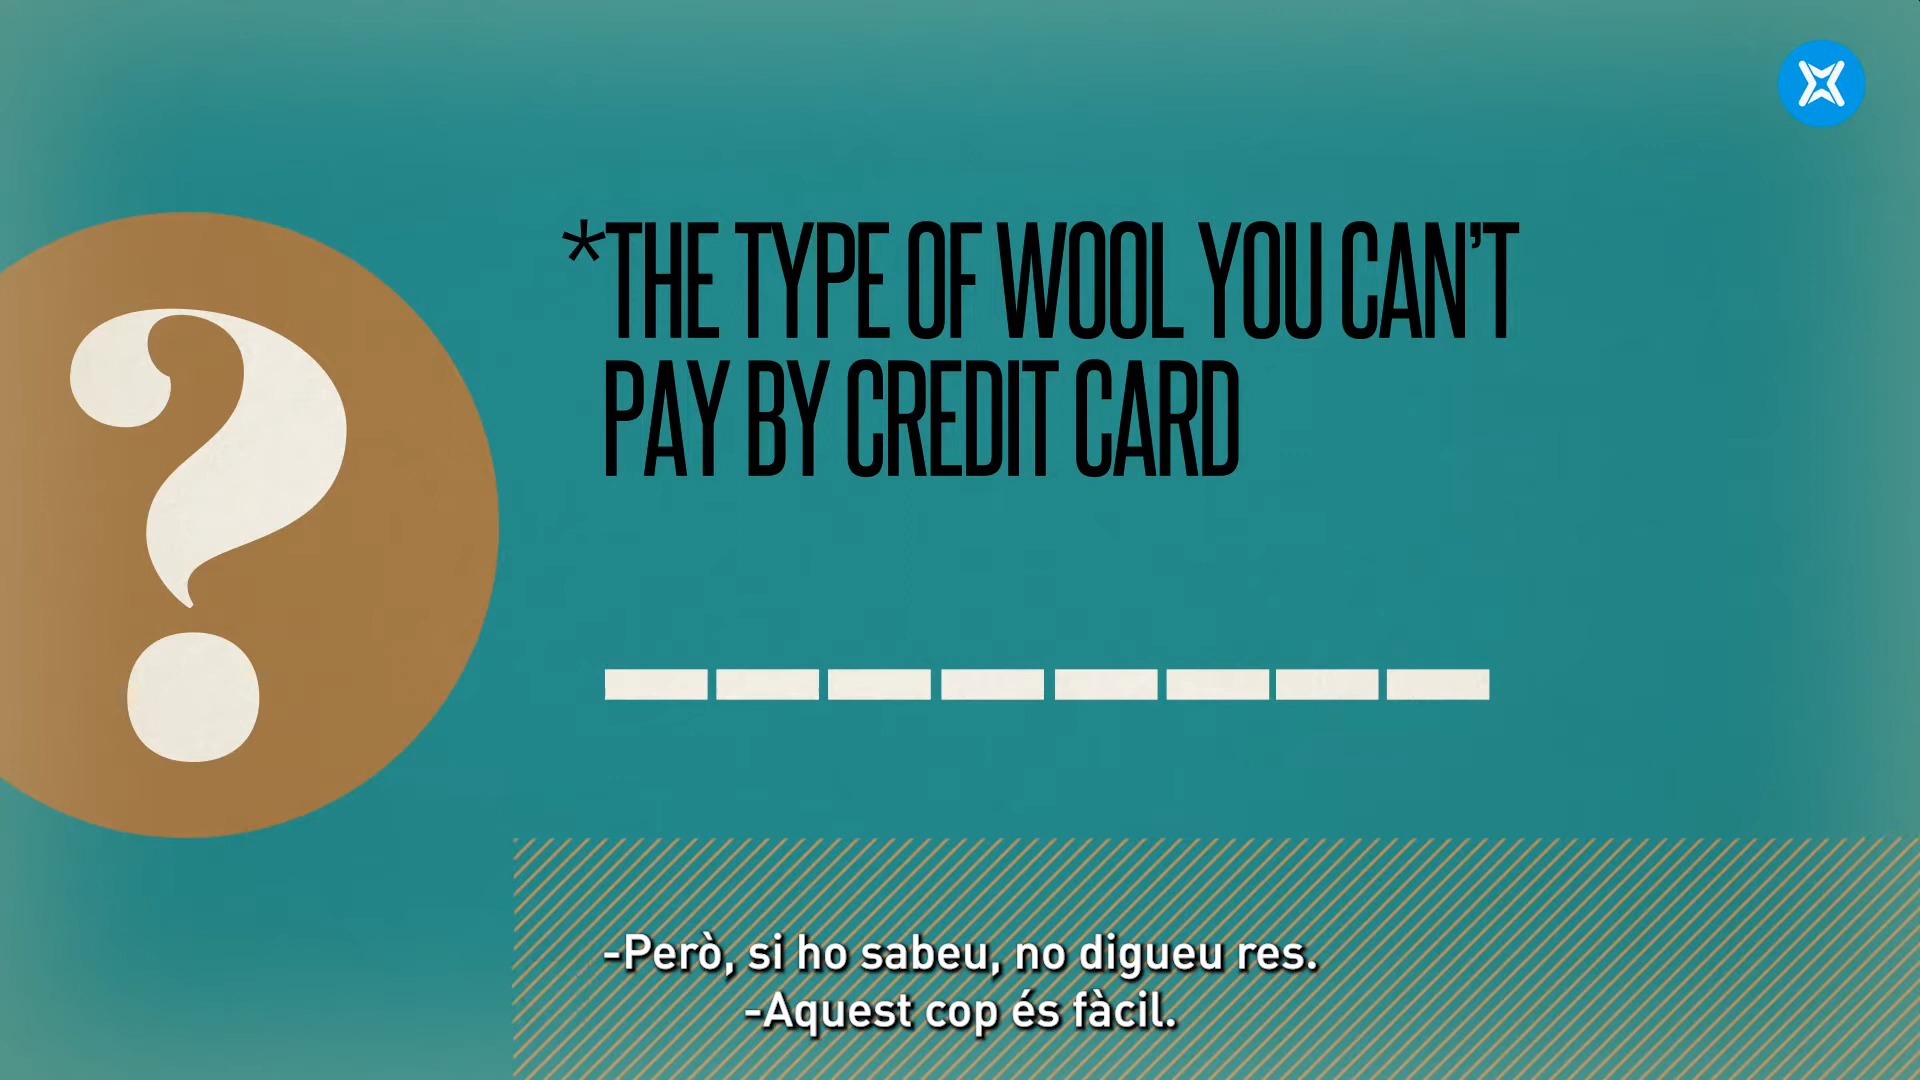 *THE TYPE OF WOOL YOU CAN'T
PAY BY CREDIT CARD
-Però, si ho sabeu, no digueu res.
-Aquest cop és fàcil.